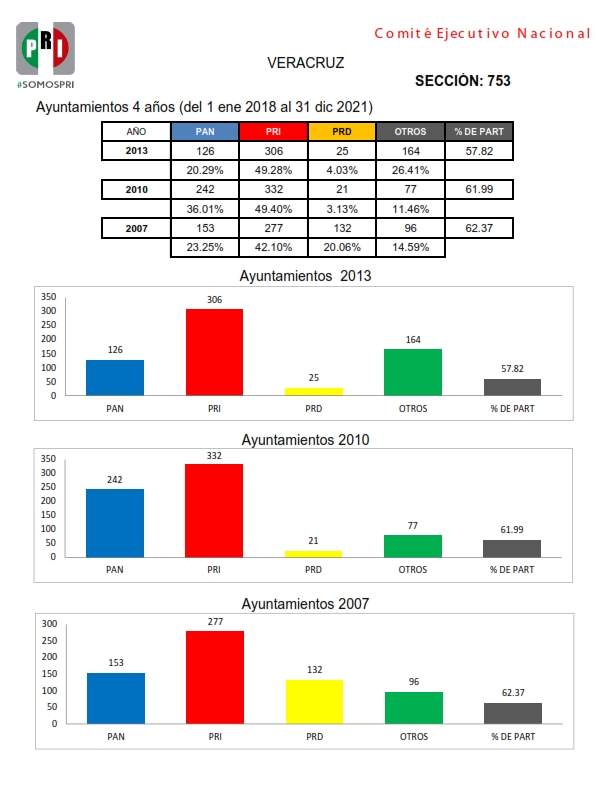 Comité Ejecutivo Nacional
PRI
#SOMOSPRI
VERACRUZ
SECCIÓN: 753
Ayuntamientos 4 años (del 1 ene 2018 al 31 dic 2021)
AÑO PAN PRI PRD OTROS % DE PART
2013 126 306 25 164 57.82
20.29% 49.28% 4.03% 26.41%
2010 242 332 21 77 61.99
36.01% 49.40% 3.13% 11.46%
2007 153 277 132 96 62.37
23.25% 42.10% 20.06% 14.59%
Ayuntamientos 2013
350
300
250
200
150
100
50
0
126 306 25 164 57.82
PAN PRI PRD OTROS % DE PART
Ayuntamientos 2010
350
300
250
200
150
100
50
0
242 332 21 77 61.99
PAN PRI PRD OTROS % DE PART
Ayuntamientos 2007
300
250
200
150
100
50
0
153 277 132 96 62.37
PAN PRI PRD OTROS % DE PART